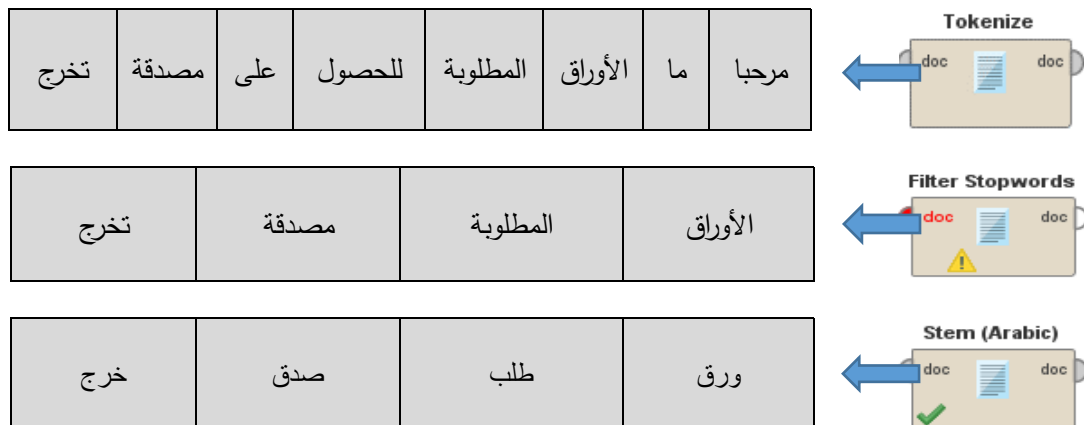 Tokenize
doc doc
مرحبا ما الأوراق المطلوبة للحصول على مصدقة تخرج
Filter Stopwords
doc doc
الأوراق المطلوبة مصدقة تخرج
Stem (Arabic)
doc doc
ورق طلب صدق خرج